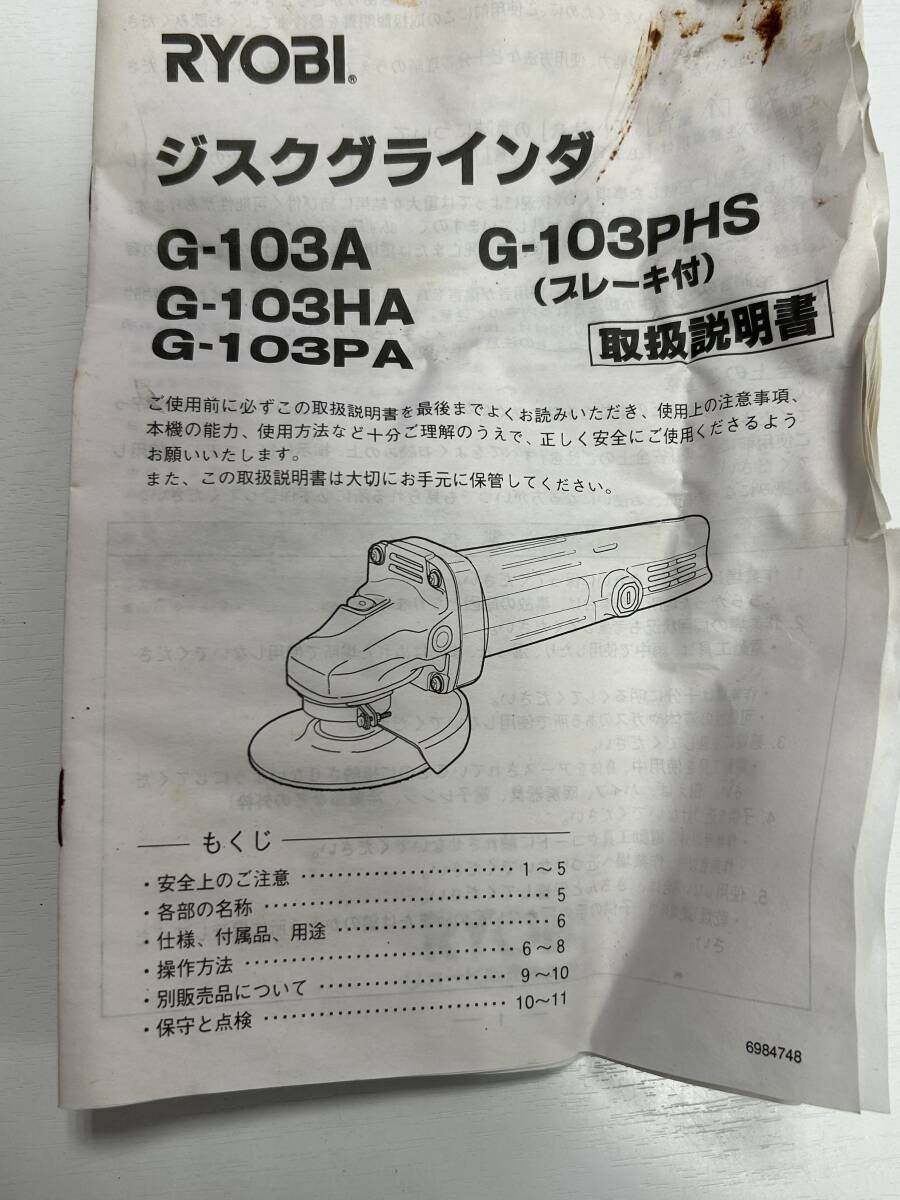 RYOBI®
ジスクグラインダ
G-103A G-103PHS
(ブレーキ付)
G-103HA
G-103PA
取扱説明書
ご使用前に必ずこの取扱説明書を最後までよくお読みいただき、使用上の注意事項、
本機の能力、使用方法など十分ご理解のうえで、正しく安全にご使用くださるよう
お願いいたします。
また、この取扱説明書は大切にお手元に保管してください。
もくじ
・安全上のご注意 ························ 1～5
・各部の名称 ······························ 5
・仕様、付属品、用途 ······················ 6
・操作方法 ···························· 6～8
・別販売品について ···················· 9～10
・保守と点検 ························· 10～11
6984748